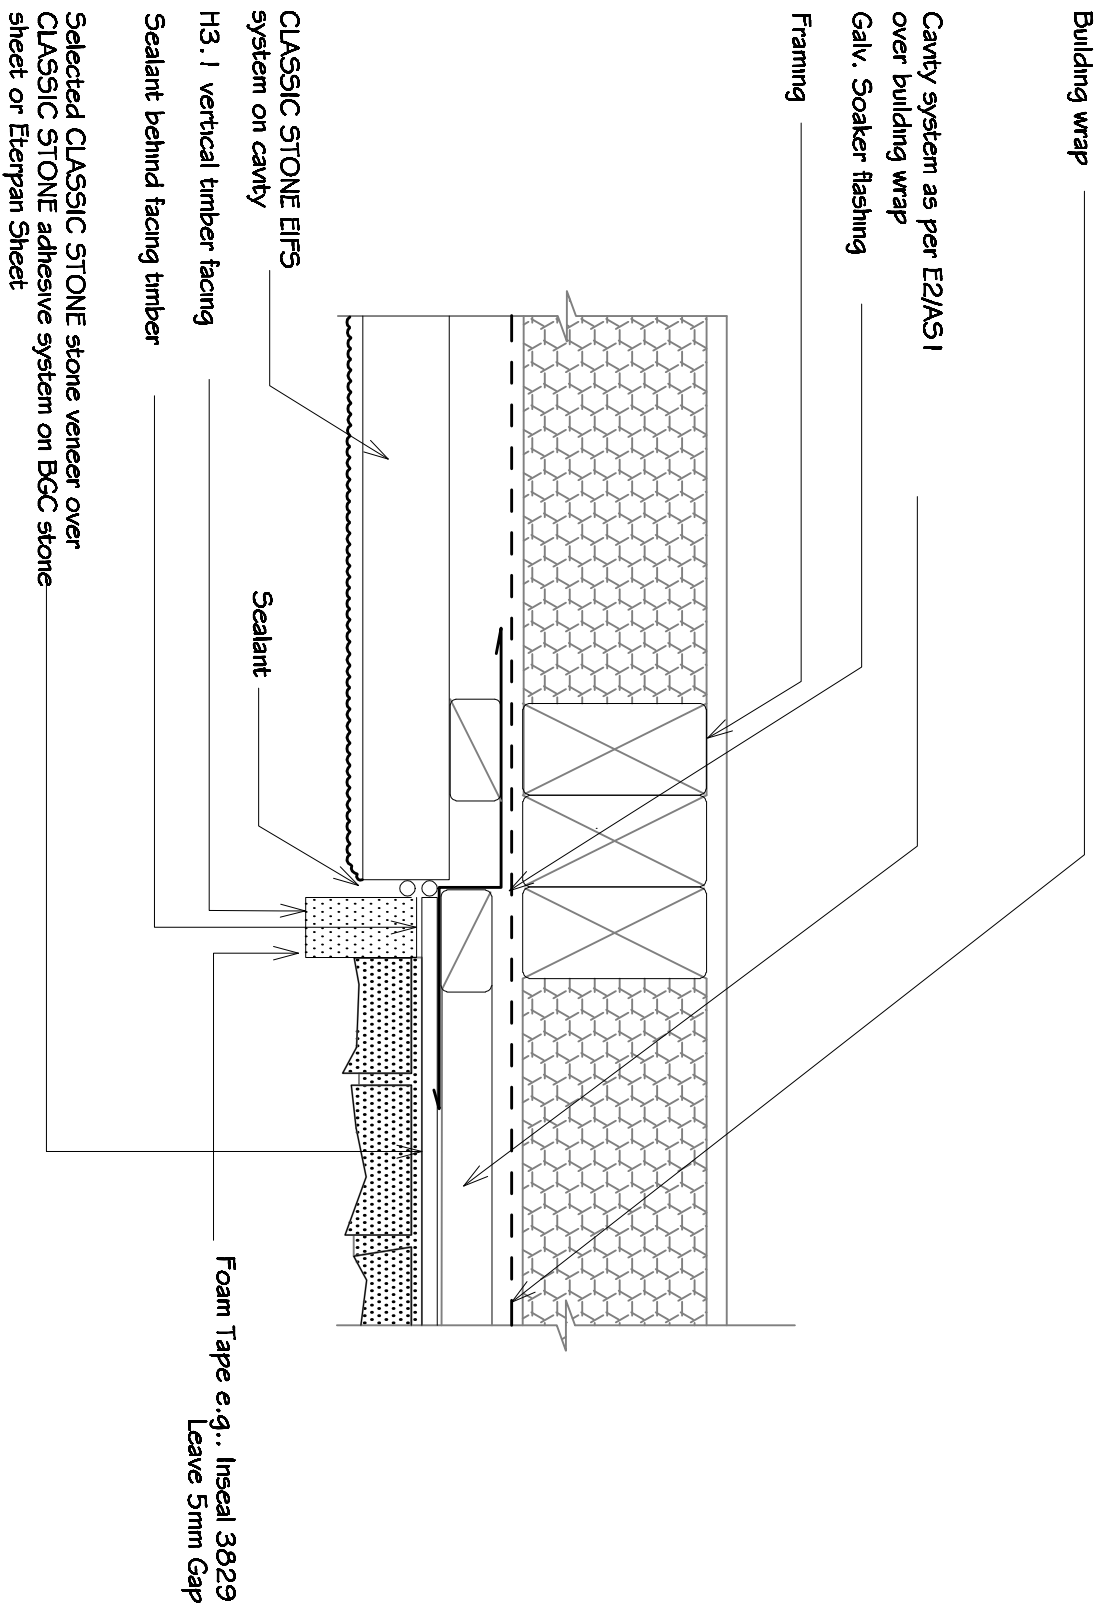 Building wrap
Cavity system as per E2/AS1
over building wrap
Galv. Soaker flashing
Framing
CLASSIC STONE EIFS
system on cavity
H3.1 vertical timber facing
Sealant behind facing timber
Selected CLASSIC STONE stone veneer over
CLASSIC STONE adhesive system on BGC stone
sheet or Eterpan Sheet
Sealant
Foam Tape e.g.. Inseal 3829
Leave 5mm Gap